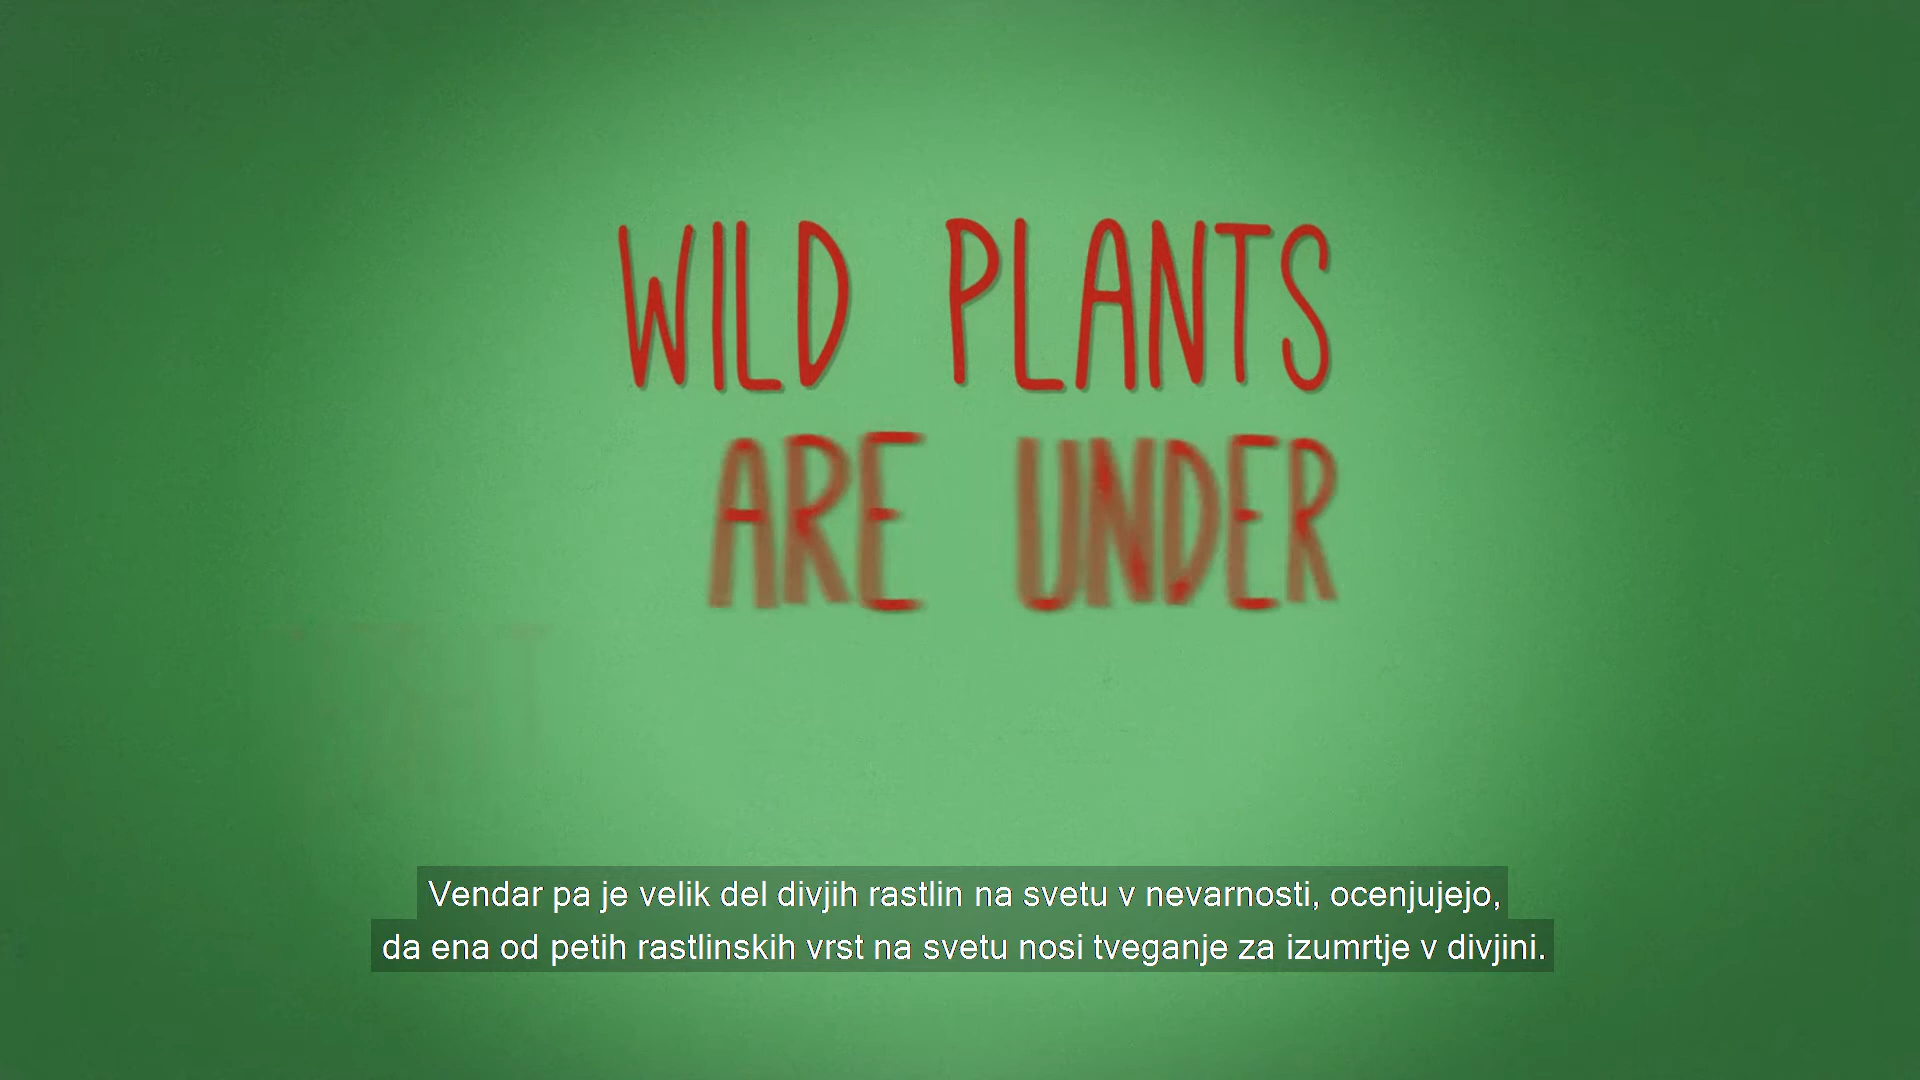 WILD PLANTS
ARE UNDER
Vendar pa je velik del divjih rastlin na svetu v nevarnosti, ocenjujejo,
da ena od petih rastlinskih vrst na svetu nosi tveganje za izumrtje v divjini.